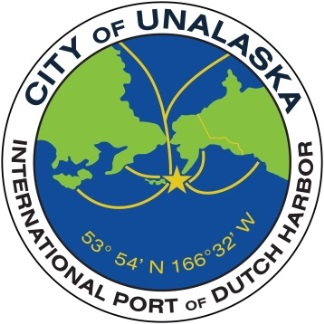 CITY OF UNALASKA
53° 54' N 166° 32' W
INTERNATIONAL PORT OF DUTCH HARBOR